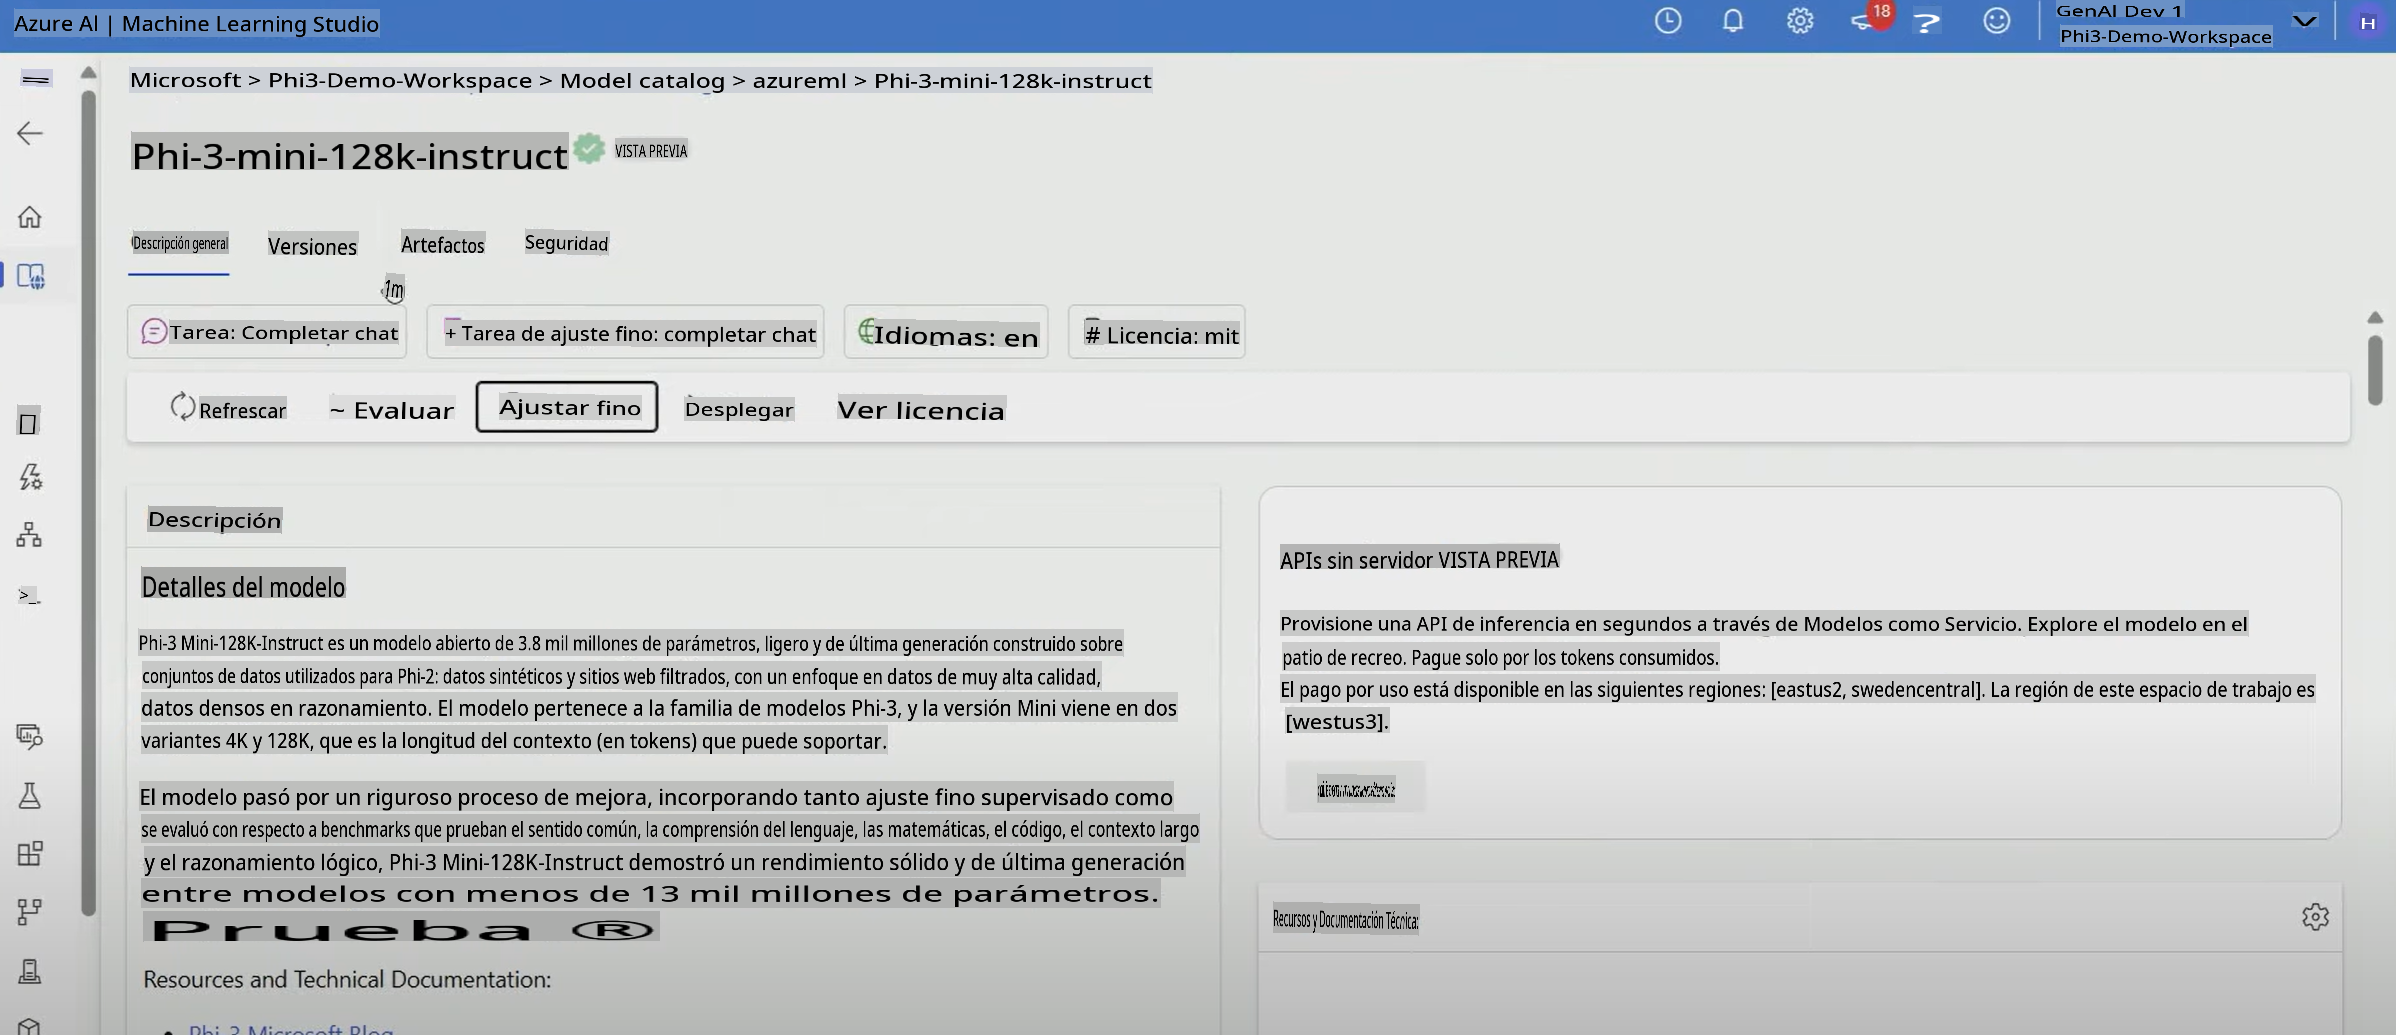 Azure AI | Machine Learning Studio
18
GenAI Dev 1
Phi3-Demo-Workspace
H
Microsoft > Phi3-Demo-Workspace > Model catalog > azureml > Phi-3-mini-128k-instruct
Phi-3-mini-128k-instruct VISTA PREVIA
Descripción general Versiones Artefactos Seguridad
1m
Tarea: Completar chat + Tarea de ajuste fino: completar chat Idiomas: en # Licencia: mit
Refrescar ~ Evaluar Ajustar fino Desplegar Ver licencia
Descripción
Detalles del modelo
Phi-3 Mini-128K-Instruct es un modelo abierto de 3.8 mil millones de parámetros, ligero y de última generación construido sobre
conjuntos de datos utilizados para Phi-2: datos sintéticos y sitios web filtrados, con un enfoque en datos de muy alta calidad,
datos densos en razonamiento. El modelo pertenece a la familia de modelos Phi-3, y la versión Mini viene en dos
variantes 4K y 128K, que es la longitud del contexto (en tokens) que puede soportar.
El modelo pasó por un riguroso proceso de mejora, incorporando tanto ajuste fino supervisado como
se evaluó con respecto a benchmarks que prueban el sentido común, la comprensión del lenguaje, las matemáticas, el código, el contexto largo
y el razonamiento lógico, Phi-3 Mini-128K-Instruct demostró un rendimiento sólido y de última generación
entre modelos con menos de 13 mil millones de parámetros.
Prueba ®
Resources and Technical Documentation:
Phi-3 Microsoft Blog
APIs sin servidor VISTA PREVIA
Provisione una API de inferencia en segundos a través de Modelos como Servicio. Explore el modelo en el
patio de recreo. Pague solo por los tokens consumidos.
El pago por uso está disponible en las siguientes regiones: [eastus2, swedencentral]. La región de este espacio de trabajo es
[westus3].
Recursos y Documentación Técnica: